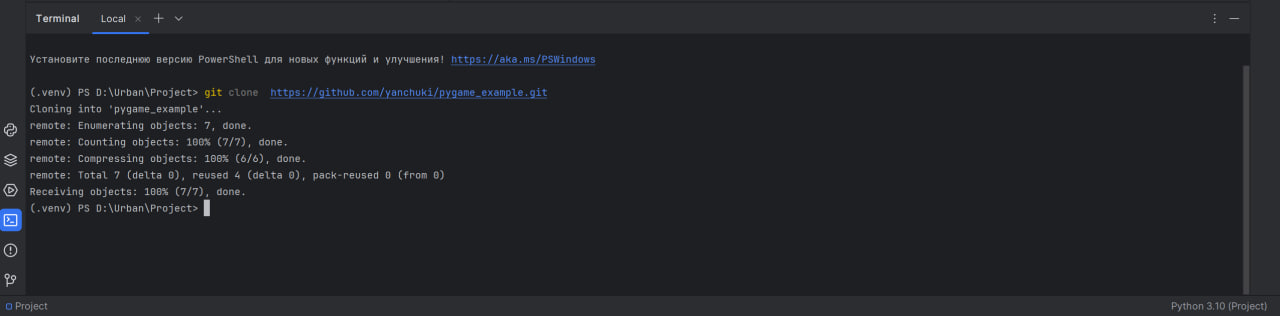 Terminal Local
Установите последнюю версию PowerShell для новых функций и улучшения! https://aka.ms/PSWindows
(.venv) PS D:\Urban\Project> git clone  https://github.com/yanchuki/pygame_example.git
Cloning into 'pygame_example'...
remote: Enumerating objects: 7, done.
remote: Counting objects: 100% (7/7), done.
remote: Compressing objects: 100% (6/6), done.
remote: Total 7 (delta 0), reused 4 (delta 0), pack-reused 0 (from 0)
Receiving objects: 100% (7/7), done.
(.venv) PS D:\Urban\Project>
Project Python 3.10 (Project)